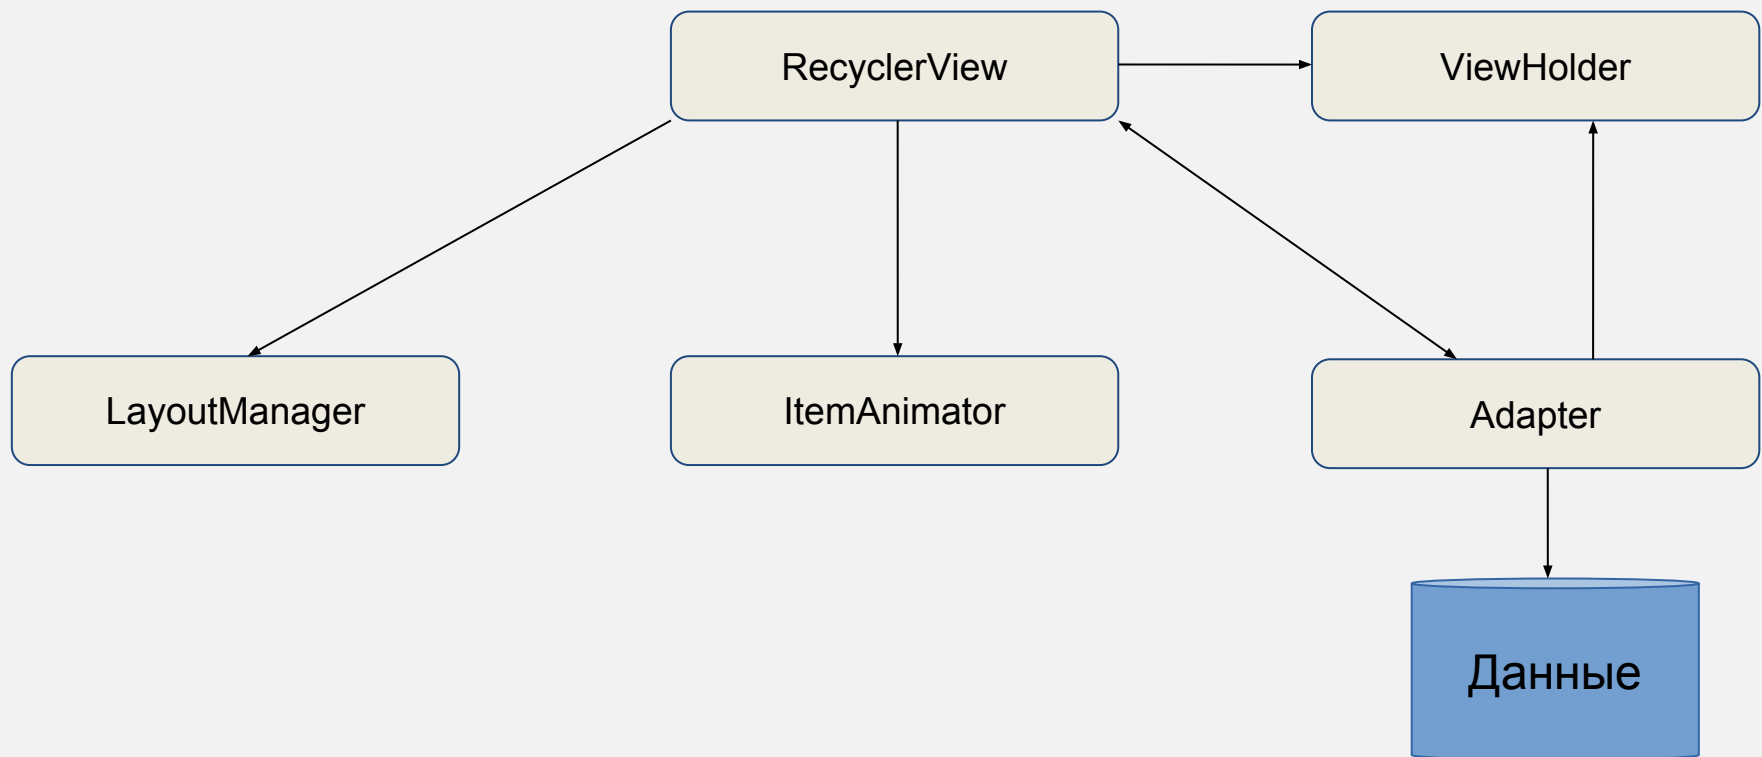 RecyclerView
ViewHolder
LayoutManager
ItemAnimator
Adapter
Данные